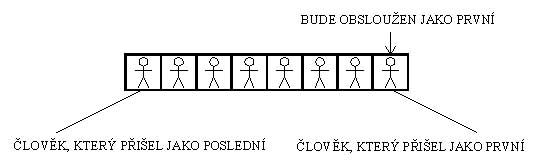 BUDE OBSLOUŽEN JAKO PRVNÍ
ČLOVĚK, KTERÝ PŘIŠEL JAKO POSLEDNÍ
ČLOVĚK, KTERÝ PŘIŠEL JAKO PRVNÍ